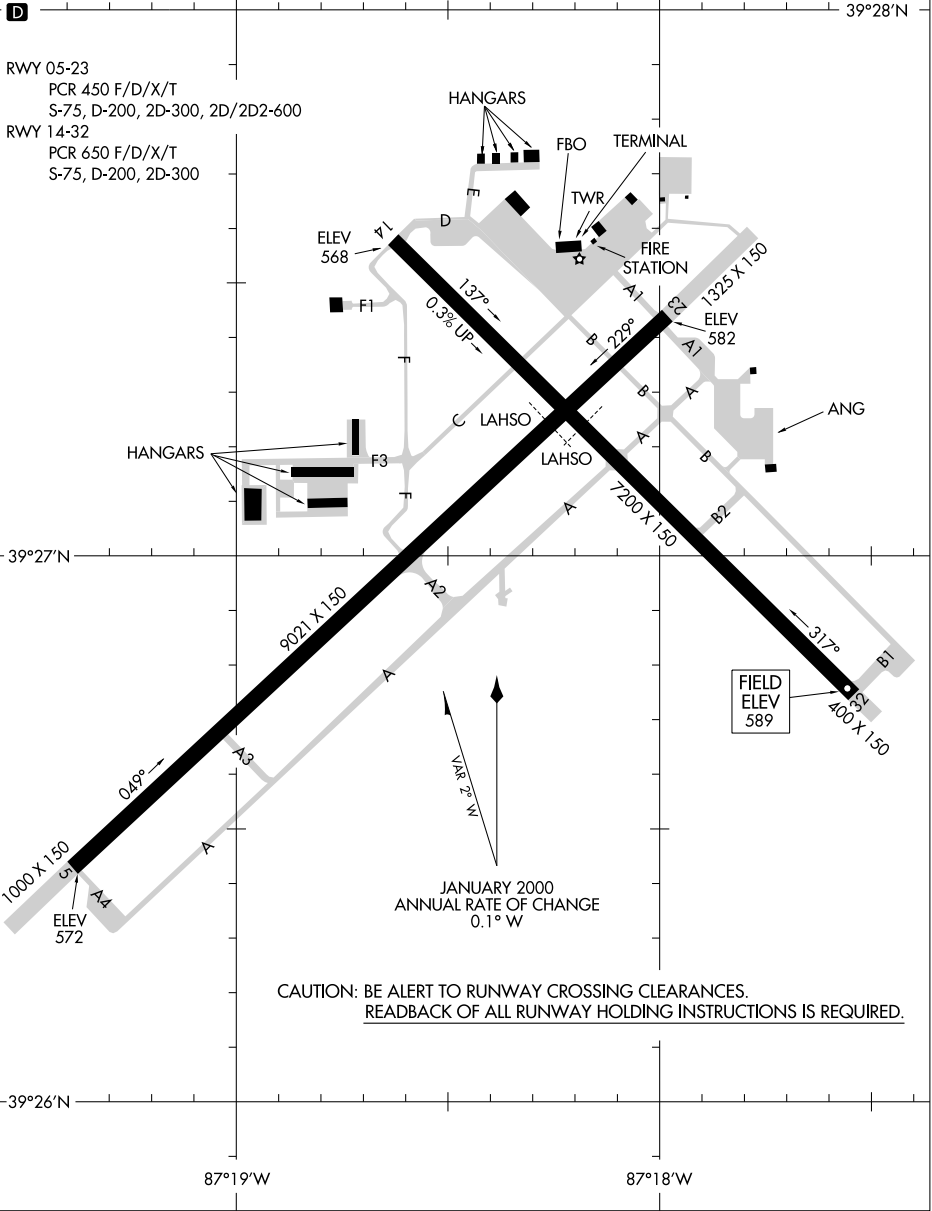 D
39°28'N
RWY 05-23
PCR 450 F/D/X/T
S-75, D-200, 2D-300, 2D/2D2-600
RWY 14-32
PCR 650 F/D/X/T
S-75, D-200, 2D-300
HANGARS
FBO
TERMINAL
TWR
E
D
14
ELEV
568
FIRE
STATION
A1
1325 X 150
23
ELEV
582
137°
0.3% UP
F1
229°
B
A1
F
B
A
C
LAHSO
A
LAHSO
ANG
HANGARS
F3
B
F
A
7200 X 150
B2
39°27'N
A2
9021 X 150
317°
B1
A
FIELD
ELEV
589
32
400 X 150
A3
049°
VAR 2° W
A
1000 X 150
5
A4
ELEV
572
JANUARY 2000
ANNUAL RATE OF CHANGE
0.1° W
CAUTION: BE ALERT TO RUNWAY CROSSING CLEARANCES.
READBACK OF ALL RUNWAY HOLDING INSTRUCTIONS IS REQUIRED.
39°26'N
87°19'W
87°18'W